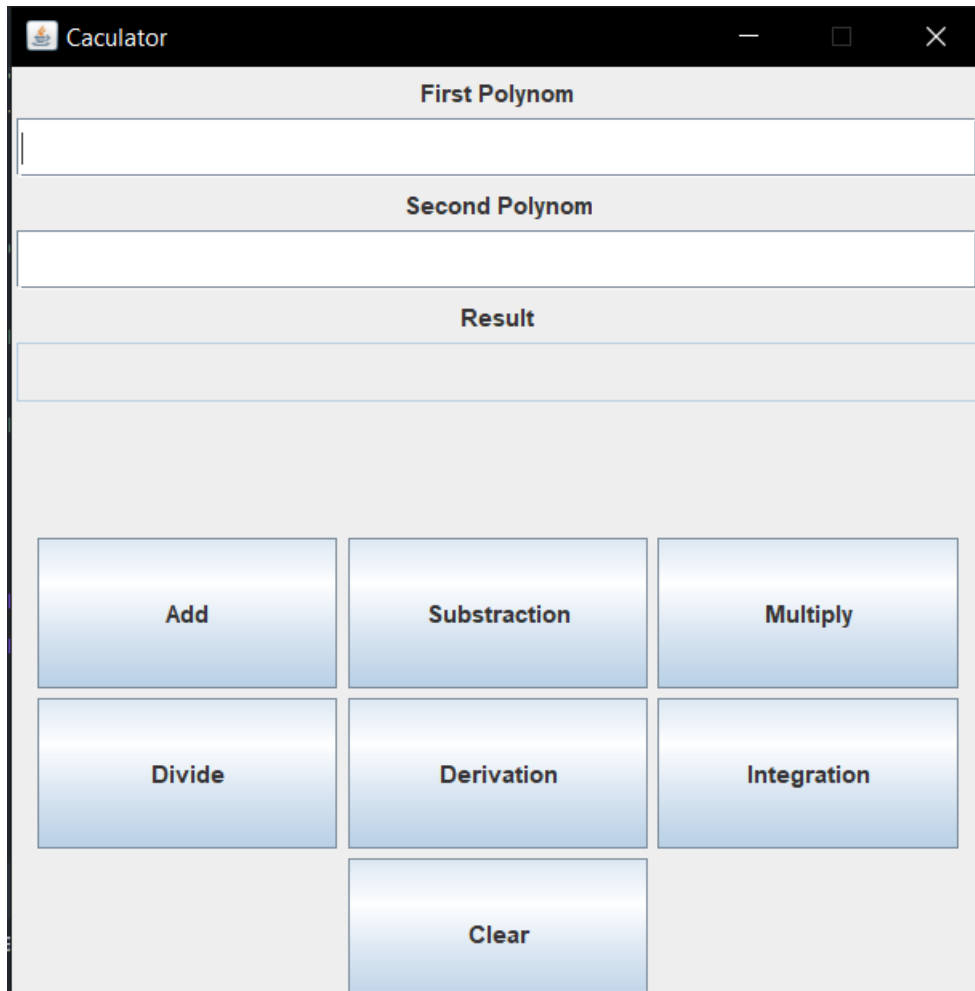 Caculator
First Polynom
Second Polynom
Result
Add Substraction Multiply
Divide Derivation Integration
Clear